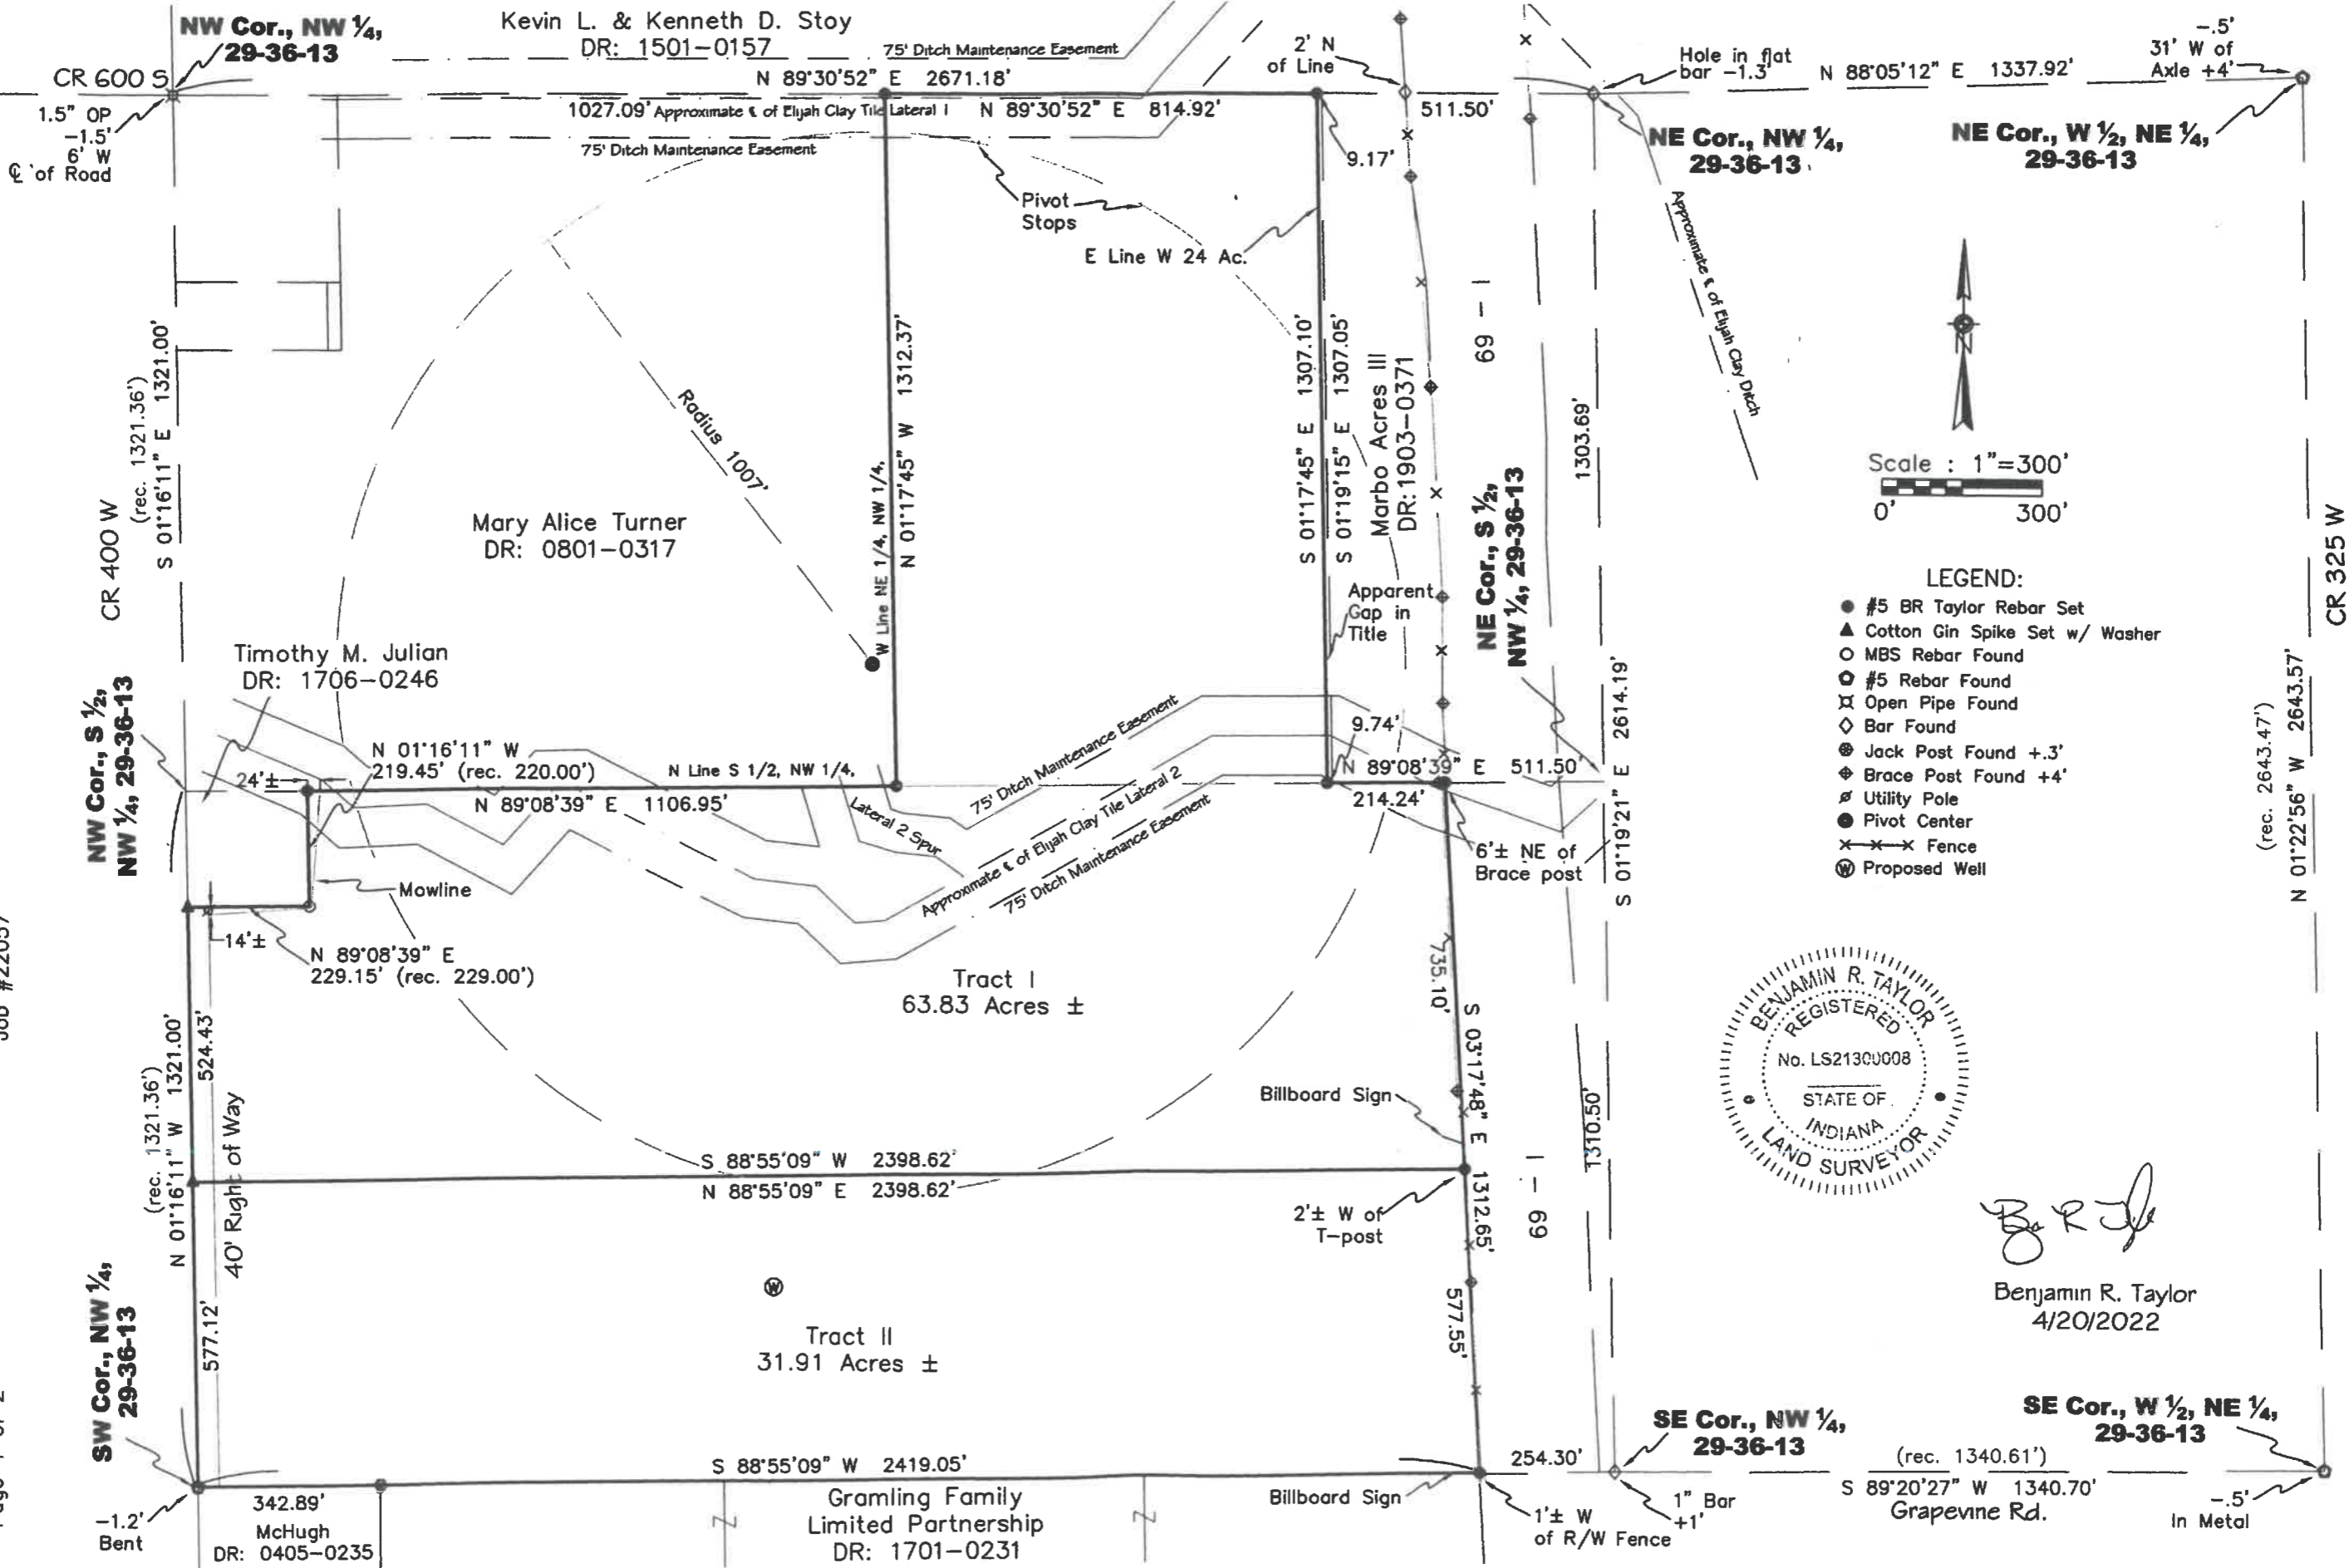 NW Cor., NW ¼,
29-36-13
Kevin L. & Kenneth D. Stoy
DR: 1501-0157
75' Ditch Maintenance Easement
N 89°30'52" E 2671.18'
CR 600 S
1.5" OP
-1.5'
6' W
℄ of Road
1027.09'
Approximate ℄ of Elijah Clay Tile Lateral 1
N 89°30'52" E 814.92'
75' Ditch Maintenance Easement
2' N
of Line
511.50'
9.17'
Hole in flat
bar -1.3'
N 88°05'12" E 1337.92'
-.5'
31' W of
Axle +4'
NE Cor., NW ¼,
29-36-13
NE Cor., W ½, NE ¼,
29-36-13
Pivot
Stops
E Line W 24 Ac.
Approximate ℄ of Elijah Clay Ditch
I - 69
Radius 1007'
CR 400 W
(rec. 1321.36')
S 01°16'11" E 1321.00'
Mary Alice Turner
DR: 0801-0317
W Line NE 1/4, NW 1/4,
N 01°17'45" W 1312.37'
S 01°17'45" E 1307.10'
S 01°19'15" E 1307.05'
Marbo Acres III
DR: 1903-0371
1303.69'
Scale : 1"=300'
0' 300'
CR 325 W
LEGEND:
#5 BR Taylor Rebar Set
Cotton Gin Spike Set w/ Washer
MBS Rebar Found
#5 Rebar Found
Open Pipe Found
Bar Found
Jack Post Found +.3'
Brace Post Found +4'
Utility Pole
Pivot Center
Fence
Proposed Well
Apparent
Gap in
Title
NE Cor., S ½,
NW ¼, 29-36-13
Timothy M. Julian
DR: 1706-0246
NW Cor., S ½,
NW ¼, 29-36-13
N 01°16'11" W
219.45' (rec. 220.00')
24'±
N Line S 1/2, NW 1/4,
N 89°08'39" E 1106.95'
Lateral 2 Spur
75' Ditch Maintenance Easement
Approximate ℄ of Elijah Clay Tile Lateral 2
75' Ditch Maintenance Easement
9.74'
N 89°08'39" E 511.50'
214.24'
6'± NE of
Brace post
S 01°19'21" E 2614.19'
(rec. 2643.47')
N 01°22'56" W 2643.57'
Mowline
14'±
N 89°08'39" E
229.15' (rec. 229.00')
Job #22057
Tract I
63.83 Acres ±
735.10'
S 03°17'48" E 1312.65'
BENJAMIN R. TAYLOR
REGISTERED
No. LS21300008
STATE OF
INDIANA
LAND SURVEYOR
524.43'
(rec. 1321.36')
N 01°16'11" W 1321.00'
40' Right of Way
Billboard Sign
1310.50'
S 88°55'09" W 2398.62'
N 88°55'09" E 2398.62'
I - 69
2'± W of
T-post
W
577.12'
577.55'
Tract II
31.91 Acres ±
Benjamin R. Taylor
4/20/2022
SW Cor., NW ¼,
29-36-13
S 88°55'09" W 2419.05'
254.30'
SE Cor., NW ¼,
29-36-13
SE Cor., W ½, NE ¼,
29-36-13
(rec. 1340.61')
S 89°20'27" W 1340.70'
Grapevine Rd.
-1.2'
Bent
342.89'
McHugh
DR: 0405-0235
Gramling Family
Limited Partnership
DR: 1701-0231
Billboard Sign
1'± W
of R/W Fence
1" Bar
+1'
-.5'
In Metal